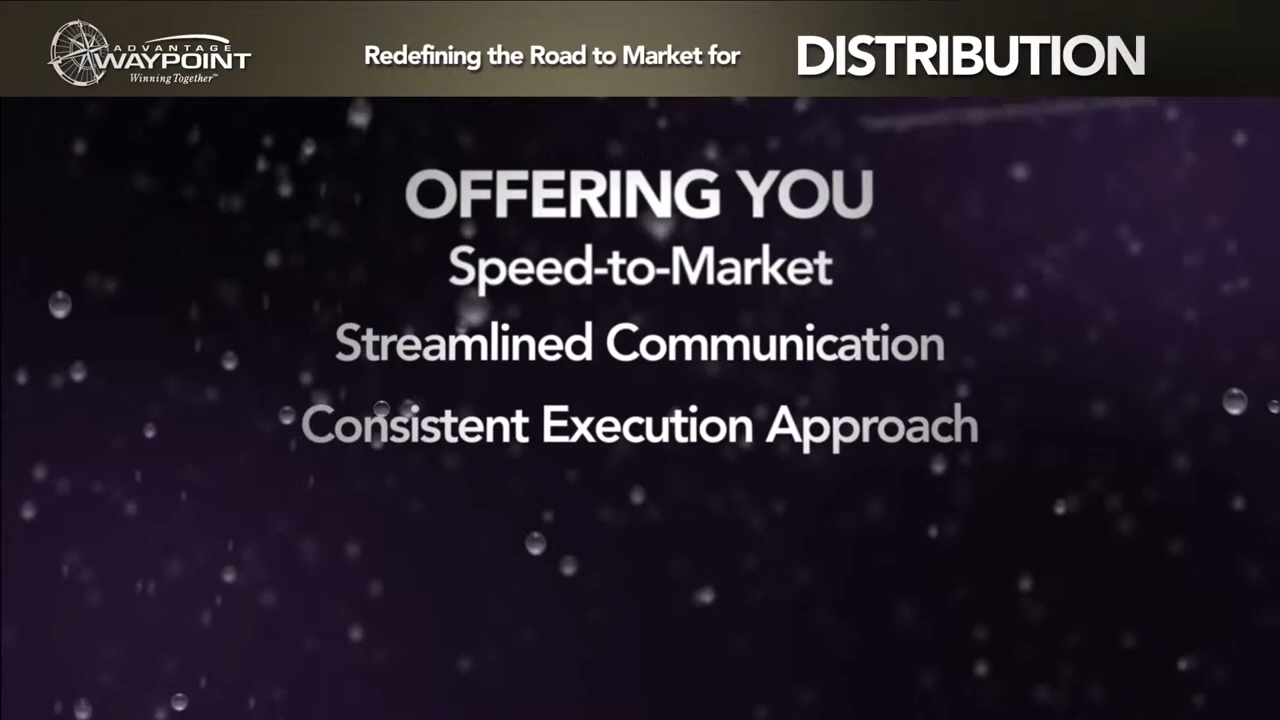 ADVANTAGE
WAYPOINT
Winning Together™
Redefining the Road to Market for
DISTRIBUTION
OFFERING YOU
Speed-to-Market
Streamlined Communication
Consistent Execution Approach